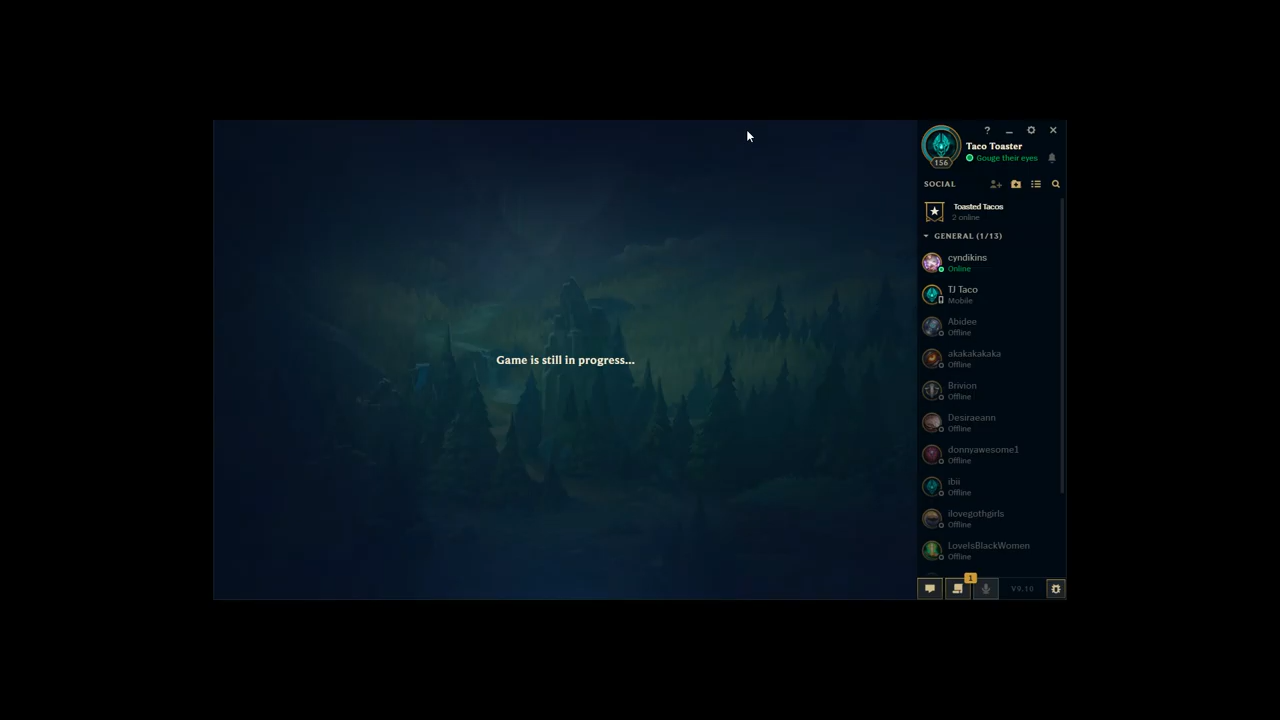 ?
Taco Toaster
156
Gouge their eyes
SOCIAL
Toasted Tacos
2 online
GENERAL (1/13)
cyndikins
Online
TJ Taco
Mobile
Abidee
Offline
akakakakaka
Offline
Brivion
Offline
Desiraeann
Offline
donnyawesome1
Offline
ibii
Offline
ilovegothgirls
Offline
LoveIsBlackWomen
Offline
Game is still in progress...
1
V9.10